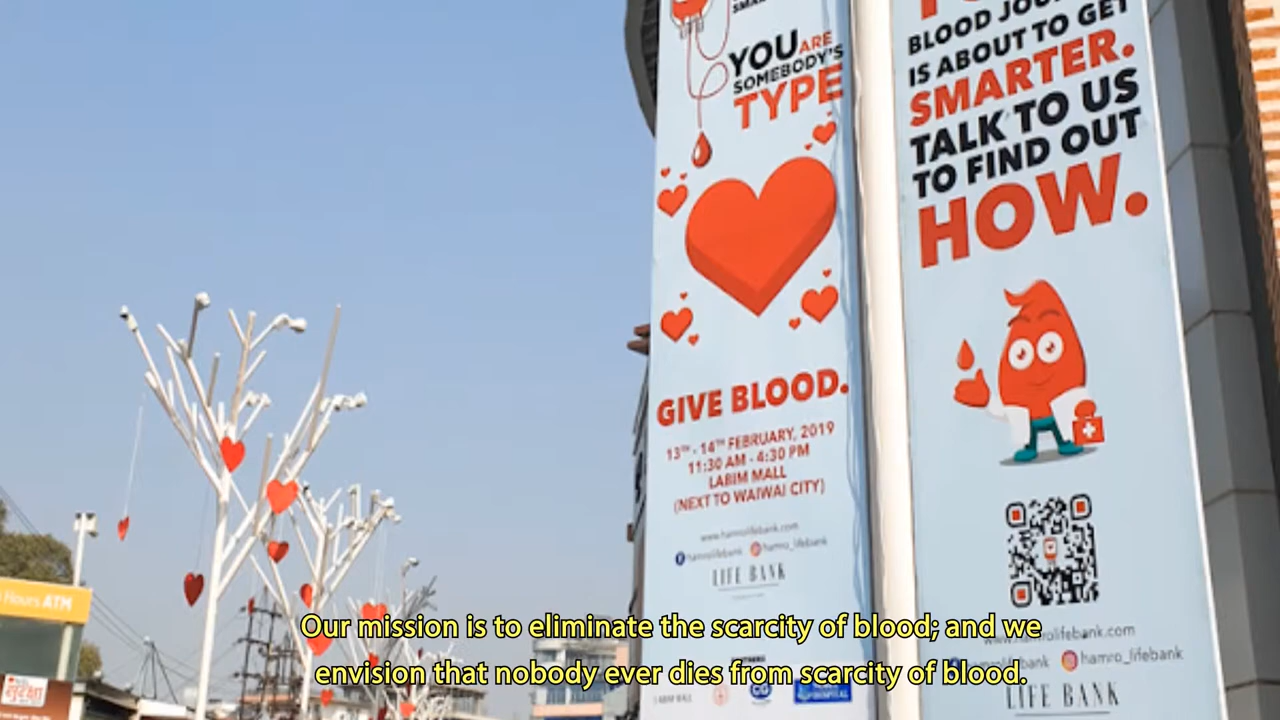 YOU ARE
SOMEBODY'S
TYPE
GIVE BLOOD.
13TH - 14TH FEBRUARY, 2019
11:30 AM - 4:30 PM
LABIM MALL
(NEXT TO WAIWAI CITY)
www.hamrolifebank.com
hamrolifebank hamro_lifebank
LIFE BANK
BLOOD
IS ABOUT TO GET
SMARTER.
TALK TO US
TO FIND OUT
HOW.
hamro_lifebank
LIFE BANK
Hours ATM
सुरक्षा
Our mission is to eliminate the scarcity of blood; and we
envision that nobody ever dies from scarcity of blood.